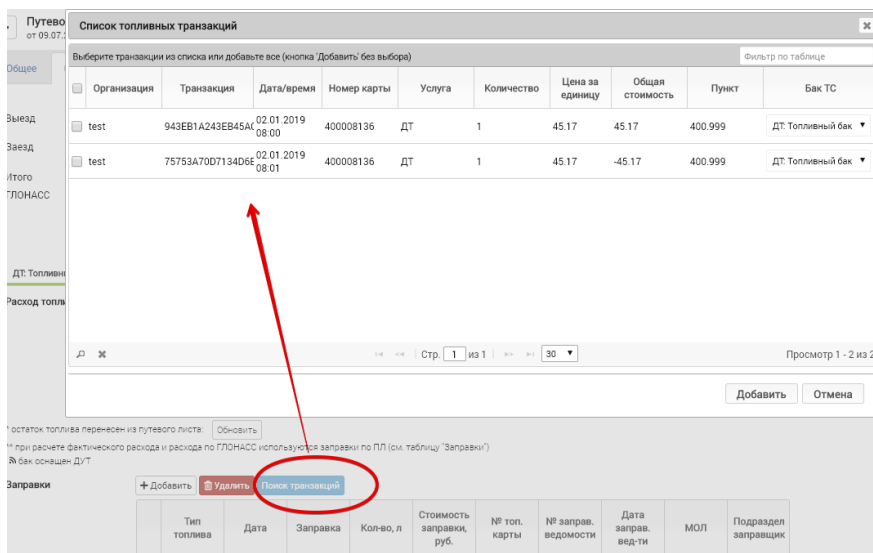 Путево
Список топливных транзакций
от 09.07.
Выберите транзакции из списка или добавьте все (кнопка 'Добавить' без выбора)
Фильтр по таблице
Общее
Организация Транзакция Дата/время Номер карты Услуга Количество Цена за единицу Общая стоимость Пункт Бак ТС
Выезд
test 943EB1A243EB45A( 02.01.2019 08:00 400008136 ДТ 1 45.17 45.17 400.999 ДТ: Топливный бак
Заезд
test 75753A70D7134D6E 02.01.2019 08:01 400008136 ДТ 1 45.17 -45.17 400.999 ДТ: Топливный бак
Итого
ГЛОНАСС
ДТ: Топливн
Расход топли
Стр. 1 из 1 30 Просмотр 1 - 2 из 2
Добавить Отмена
* остаток топлива перенесен из путевого листа: Обновить
** при расчете фактического расхода и расхода по ГЛОНАСС используются заправки по ПЛ (см. таблицу "Заправки")
бак оснащен ДУТ
Заправки + Добавить Удалить Поиск транзакций
Тип топлива Дата Заправка Кол-во, л Стоимость заправки, руб. № топ. карты № заправ. ведомости Дата заправ. вед-ти МОЛ Подраздел заправщик